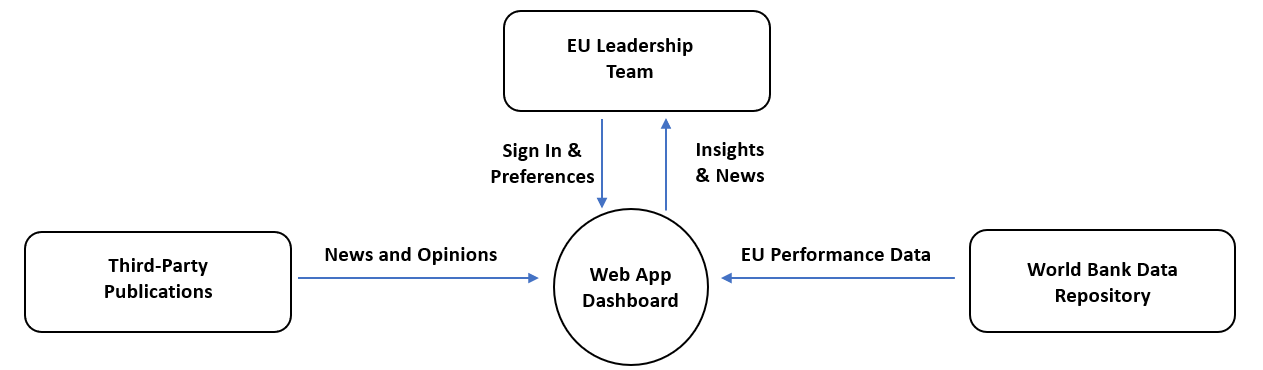 EU Leadership
Team
Sign In &
Preferences
Insights
& News
Third-Party
Publications
News and Opinions
Web App
Dashboard
EU Performance Data
World Bank Data
Repository